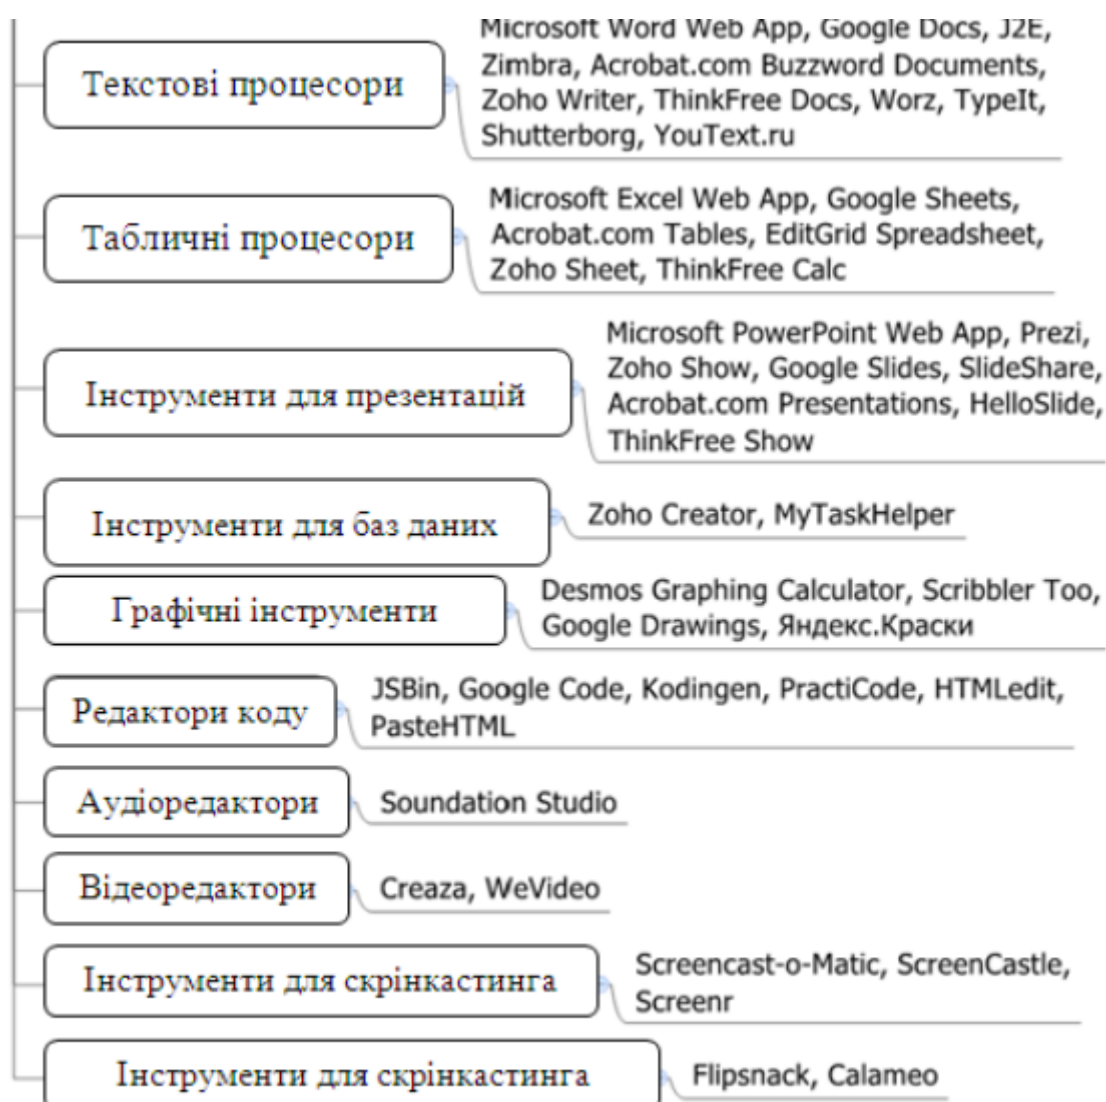 Текстові процесори
Microsoft Word Web App, Google Docs, J2E,
Zimbra, Acrobat.com Buzzword Documents,
Zoho Writer, ThinkFree Docs, Worz, TypeIt,
Shutterborg, YouText.ru
Табличні процесори
Microsoft Excel Web App, Google Sheets,
Acrobat.com Tables, EditGrid Spreadsheet,
Zoho Sheet, ThinkFree Calc
Інструменти для презентацій
Microsoft PowerPoint Web App, Prezi,
Zoho Show, Google Slides, SlideShare,
Acrobat.com Presentations, HelloSlide,
ThinkFree Show
Інструменти для баз даних
Zoho Creator, MyTaskHelper
Графічні інструменти
Desmos Graphing Calculator, Scribbler Too,
Google Drawings, Яндекс.Краски
Редактори коду
JSBin, Google Code, Kodingen, PractiCode, HTMLedit,
PasteHTML
Аудіоредактори
Soundation Studio
Відеоредактори
Creaza, WeVideo
Інструменти для скрінкастинга
Screencast-o-Matic, ScreenCastle,
Screenr
Інструменти для скрінкастинга
Flipsnack, Calameo